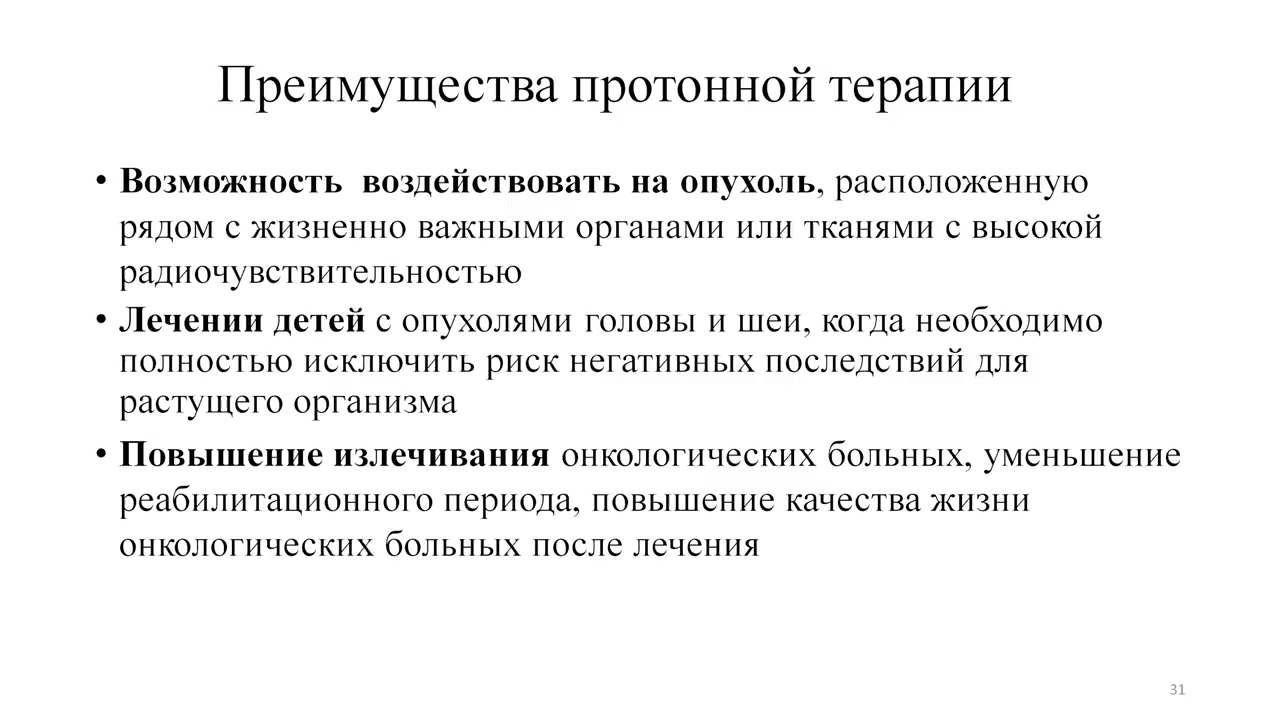 Преимущества протонной терапии
• Возможность воздействовать на опухоль, расположенную
рядом с жизненно важными органами или тканями с высокой
радиочувствительностью
• Лечении детей с опухолями головы и шеи, когда необходимо
полностью исключить риск негативных последствий для
растущего организма
• Повышение излечивания онкологических больных, уменьшение
реабилитационного периода, повышение качества жизни
онкологических больных после лечения
31